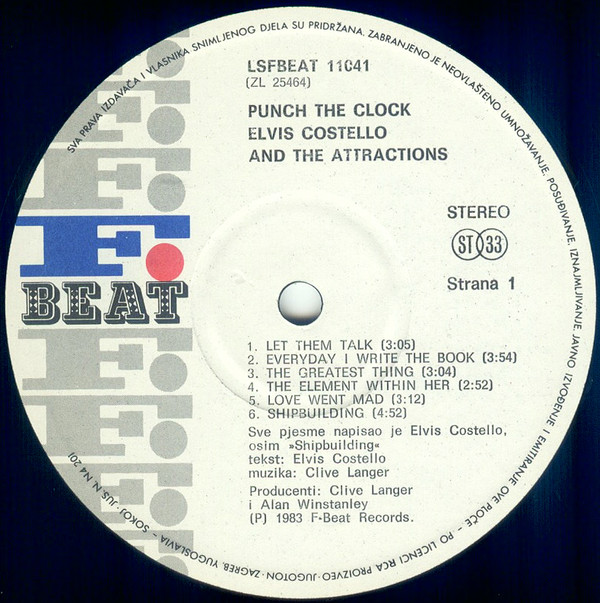 SVA PRAVA IZDAVAČA I VLASNIKA SNIMLJENOG DJELA SU PRIDRŽANA. ZABRANJENO JE NEOVLAŠTENO UMNOŽAVANJE, POSUĐIVANJE, IZNAJMLJIVANJE, JAVNO IZVOĐENJE I EMITIRANJE OVE PLOČE - PO LICENCI RCA PROIZVEO·JUGOTON·ZAGREB, YUGOSLAVIA - SOKOJ · JUS. N. N4 201
LSFBEAT 11041
(ZL 25464)
PUNCH THE CLOCK
ELVIS COSTELLO
AND THE ATTRACTIONS
STEREO
ST 33
Strana 1
F.
BEAT
1. LET THEM TALK (3:05)
2. EVERYDAY I WRITE THE BOOK (3:54)
3. THE GREATEST THING (3:04)
4. THE ELEMENT WITHIN HER (2:52)
5. LOVE WENT MAD (3:12)
6. SHIPBUILDING (4:52)
Sve pjesme napisao je Elvis Costello,
osim »Shipbuilding«
tekst: Elvis Costello
muzika: Clive Langer
Producenti: Clive Langer
i Alan Winstanley
(P) 1983 F-Beat Records.